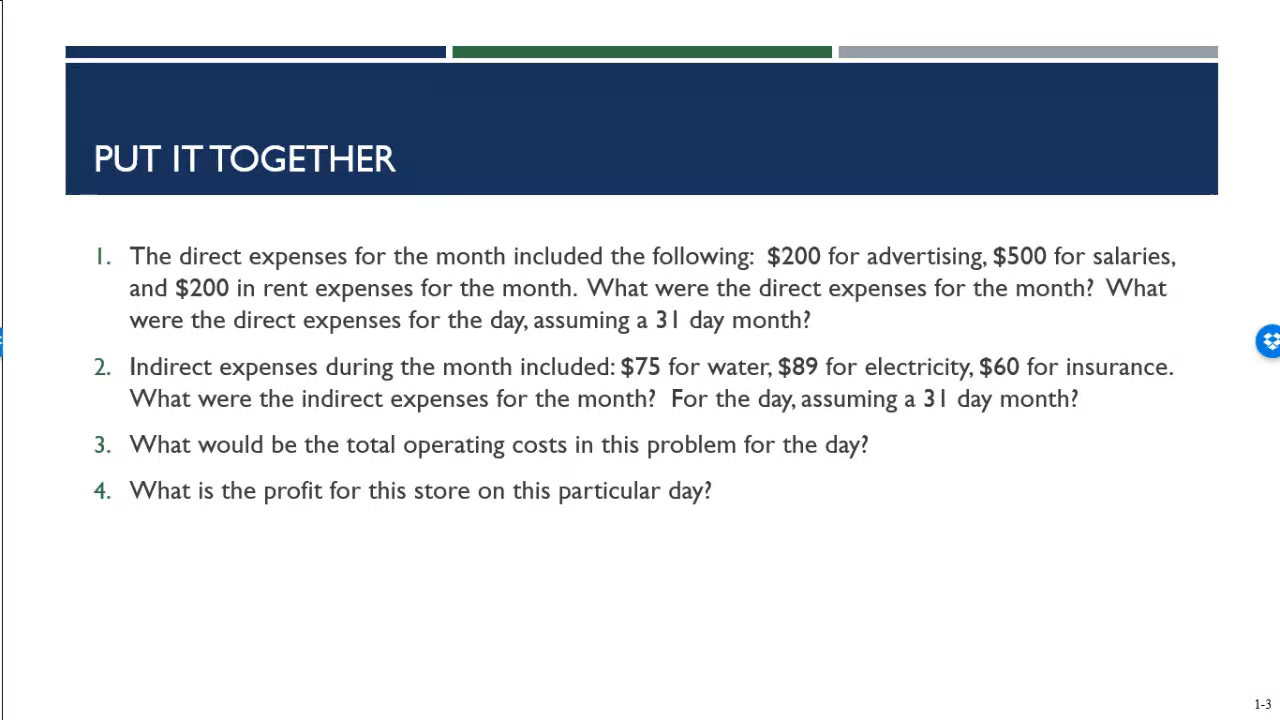 PUT IT TOGETHER
1. The direct expenses for the month included the following: $200 for advertising, $500 for salaries,
and $200 in rent expenses for the month. What were the direct expenses for the month? What
were the direct expenses for the day, assuming a 31 day month?
2. Indirect expenses during the month included: $75 for water, $89 for electricity, $60 for insurance.
What were the indirect expenses for the month? For the day, assuming a 31 day month?
3. What would be the total operating costs in this problem for the day?
4. What is the profit for this store on this particular day?
1-3